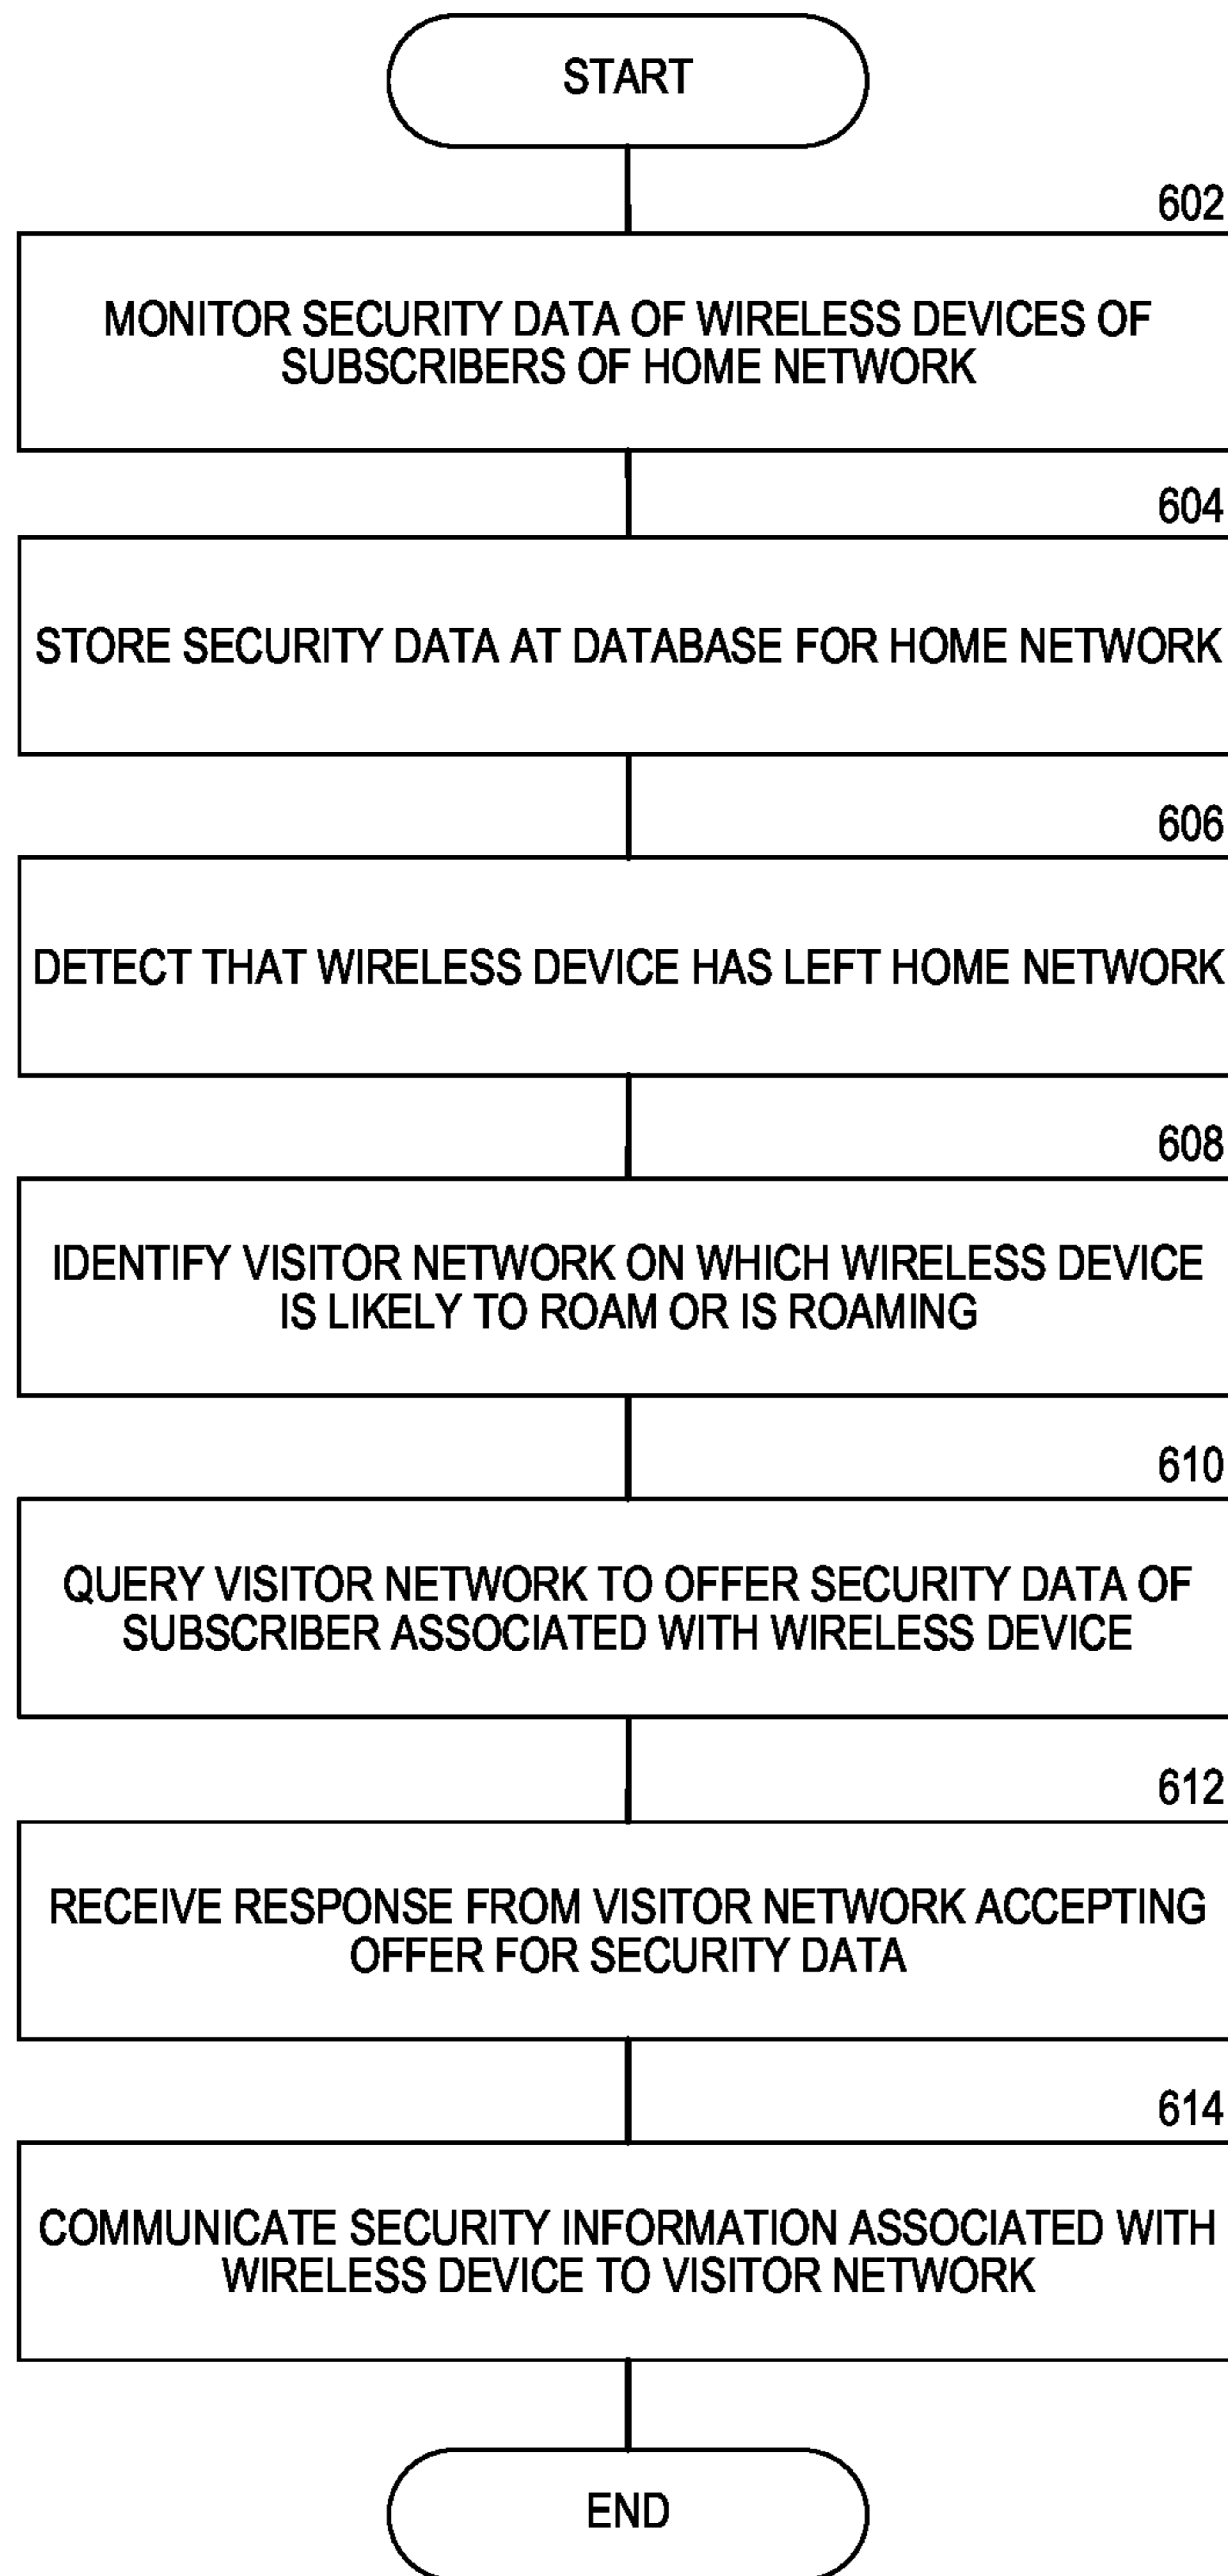 START
602
MONITOR SECURITY DATA OF WIRELESS DEVICES OF
SUBSCRIBERS OF HOME NETWORK
604
STORE SECURITY DATA AT DATABASE FOR HOME NETWORK
606
DETECT THAT WIRELESS DEVICE HAS LEFT HOME NETWORK
608
IDENTIFY VISITOR NETWORK ON WHICH WIRELESS DEVICE
IS LIKELY TO ROAM OR IS ROAMING
610
QUERY VISITOR NETWORK TO OFFER SECURITY DATA OF
SUBSCRIBER ASSOCIATED WITH WIRELESS DEVICE
612
RECEIVE RESPONSE FROM VISITOR NETWORK ACCEPTING
OFFER FOR SECURITY DATA
614
COMMUNICATE SECURITY INFORMATION ASSOCIATED WITH
WIRELESS DEVICE TO VISITOR NETWORK
END